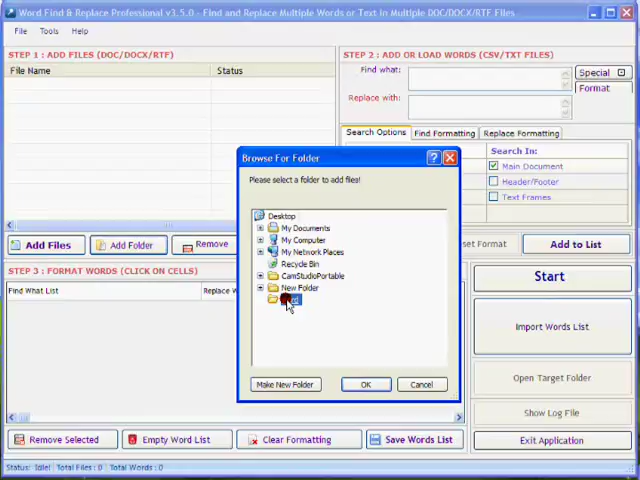 Word Find & Replace Professional v3.5.0 - Find and Replace Multiple Words or Text in Multiple DOC/DOCX/RTF Files
File Tools Help
STEP 1 : ADD FILES (DOC/DOCX/RTF)
File Name Status
STEP 2 : ADD OR LOAD WORDS (CSV/TXT FILES)
Find what:
Special
Format
Replace with:
Search Options Find Formatting Replace Formatting
Search In:
Main Document
Header/Footer
Text Frames
Browse For Folder
Please select a folder to add files!
Desktop
My Documents
My Computer
My Network Places
Recycle Bin
CamStudioPortable
New Folder
Make New Folder OK Cancel
Add Files Add Folder Remove
set Format Add to List
STEP 3 : FORMAT WORDS (CLICK ON CELLS)
Find What List Replace W
Start
Import Words List
Open Target Folder
Show Log File
Exit Application
Remove Selected Empty Word List Clear Formatting Save Words List
Status: Idle! Total Files : 0 Total Words : 0